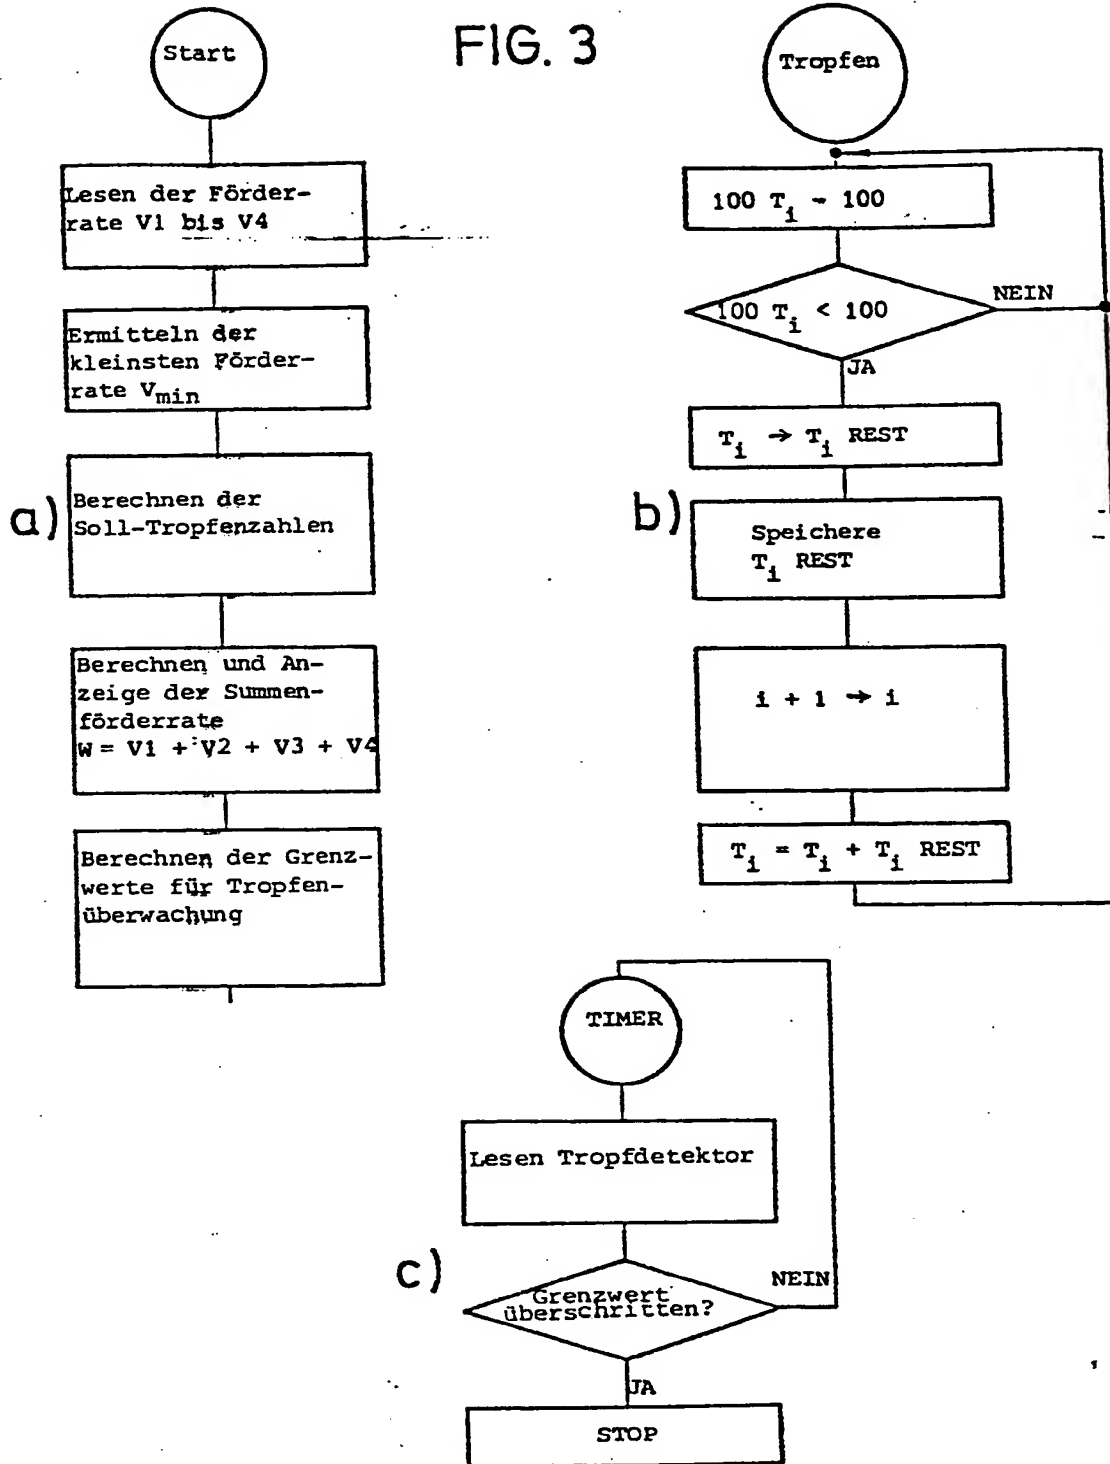 FIG. 3
Start
Lesen der Förder-
rate V1 bis V4
Ermitteln der
kleinsten Förder-
rate Vmin
a)
Berechnen der
Soll-Tropfenzahlen
Berechnen und An-
zeige der Summen-
förderrate
W = V1 + V2 + V3 + V4
Berechnen der Grenz-
werte für Tropfen-
überwachung
Tropfen
100 Ti - 100
100 Ti < 100
NEIN
JA
Ti → Ti REST
b)
Speichere
Ti REST
i + 1 → i
Ti = Ti + Ti REST
TIMER
Lesen Tropfdetektor
c)
Grenzwert
überschritten?
NEIN
JA
STOP